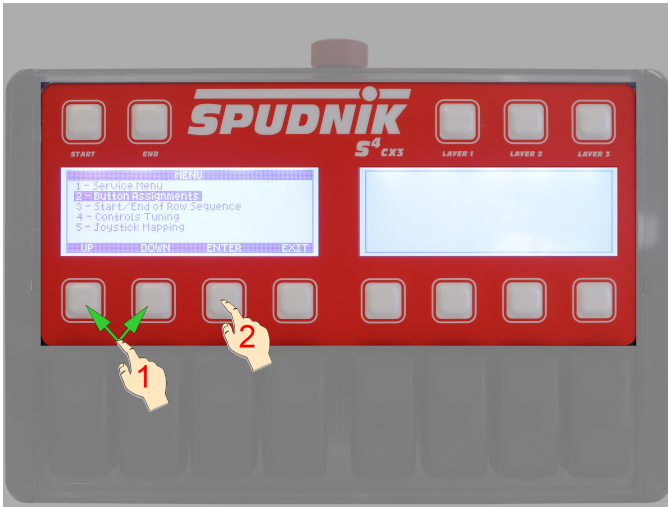 SPUDNIK
S4 CX3
START
END
LAYER 1
LAYER 2
LAYER 3
MENU
1 - Service Menu
2 - Button Assignments
3 - Start/End of Row Sequence
4 - Controls Tuning
5 - Joystick Mapping
UP DOWN ENTER EXIT
1
2